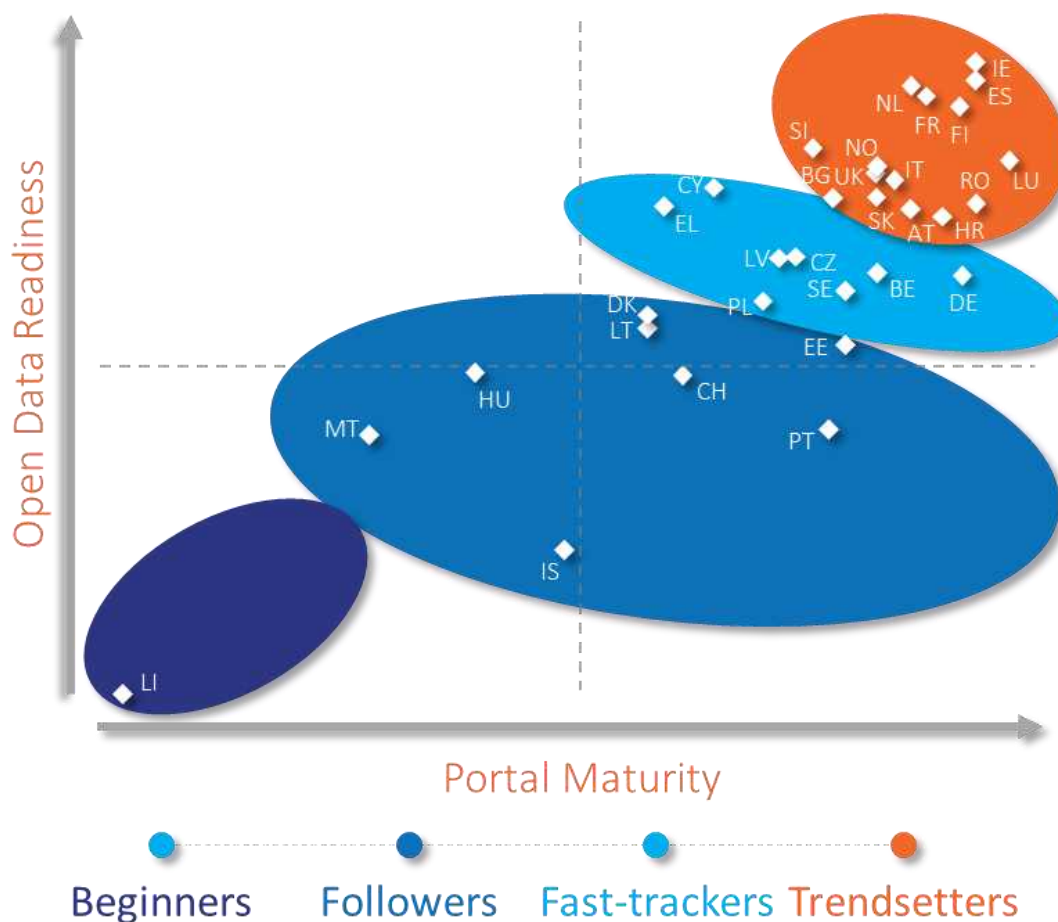 Open Data Readiness
IE
ES
NL
FR
FI
SI
NO
BG
UK
IT
RO
LU
CY
EL
SK
AT
HR
LV
CZ
SE
BE
DE
PL
DK
LT
EE
HU
CH
MT
PT
IS
LI
Portal Maturity
Beginners Followers Fast-trackers Trendsetters